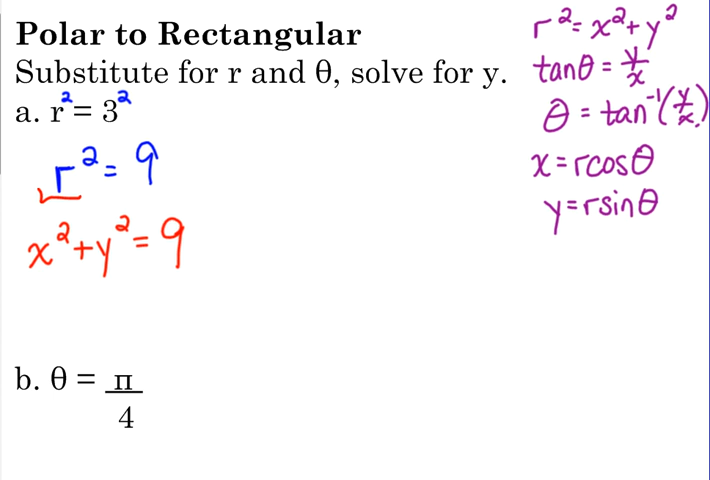 Polar to Rectangular
Substitute for r and θ, solve for y.
a. r² = 3²
r² = 9
x² + y² = 9
b. θ = π/4
r² = x² + y²
tanθ = y/x
θ = tan⁻¹(y/x)
x = rcosθ
y = rsinθ